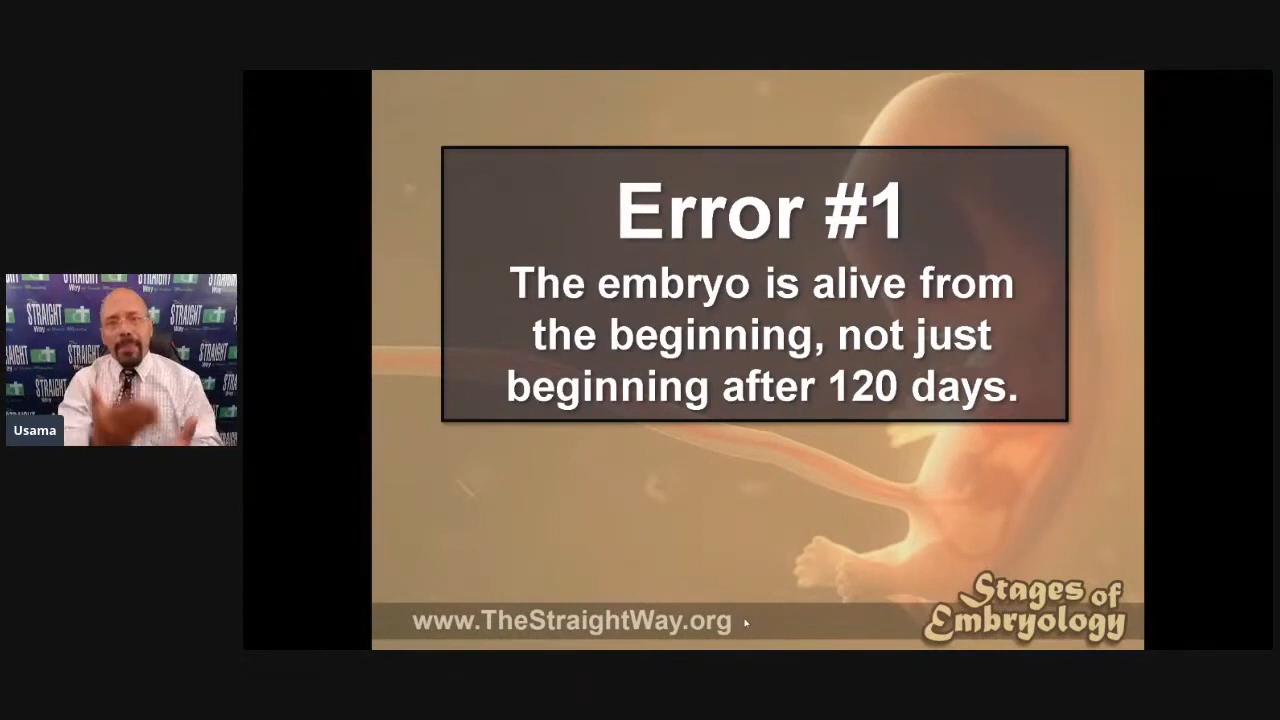 Error #1
The embryo is alive from
the beginning, not just
beginning after 120 days.
Usama
www.TheStraightWay.org
Stages of
Embryology